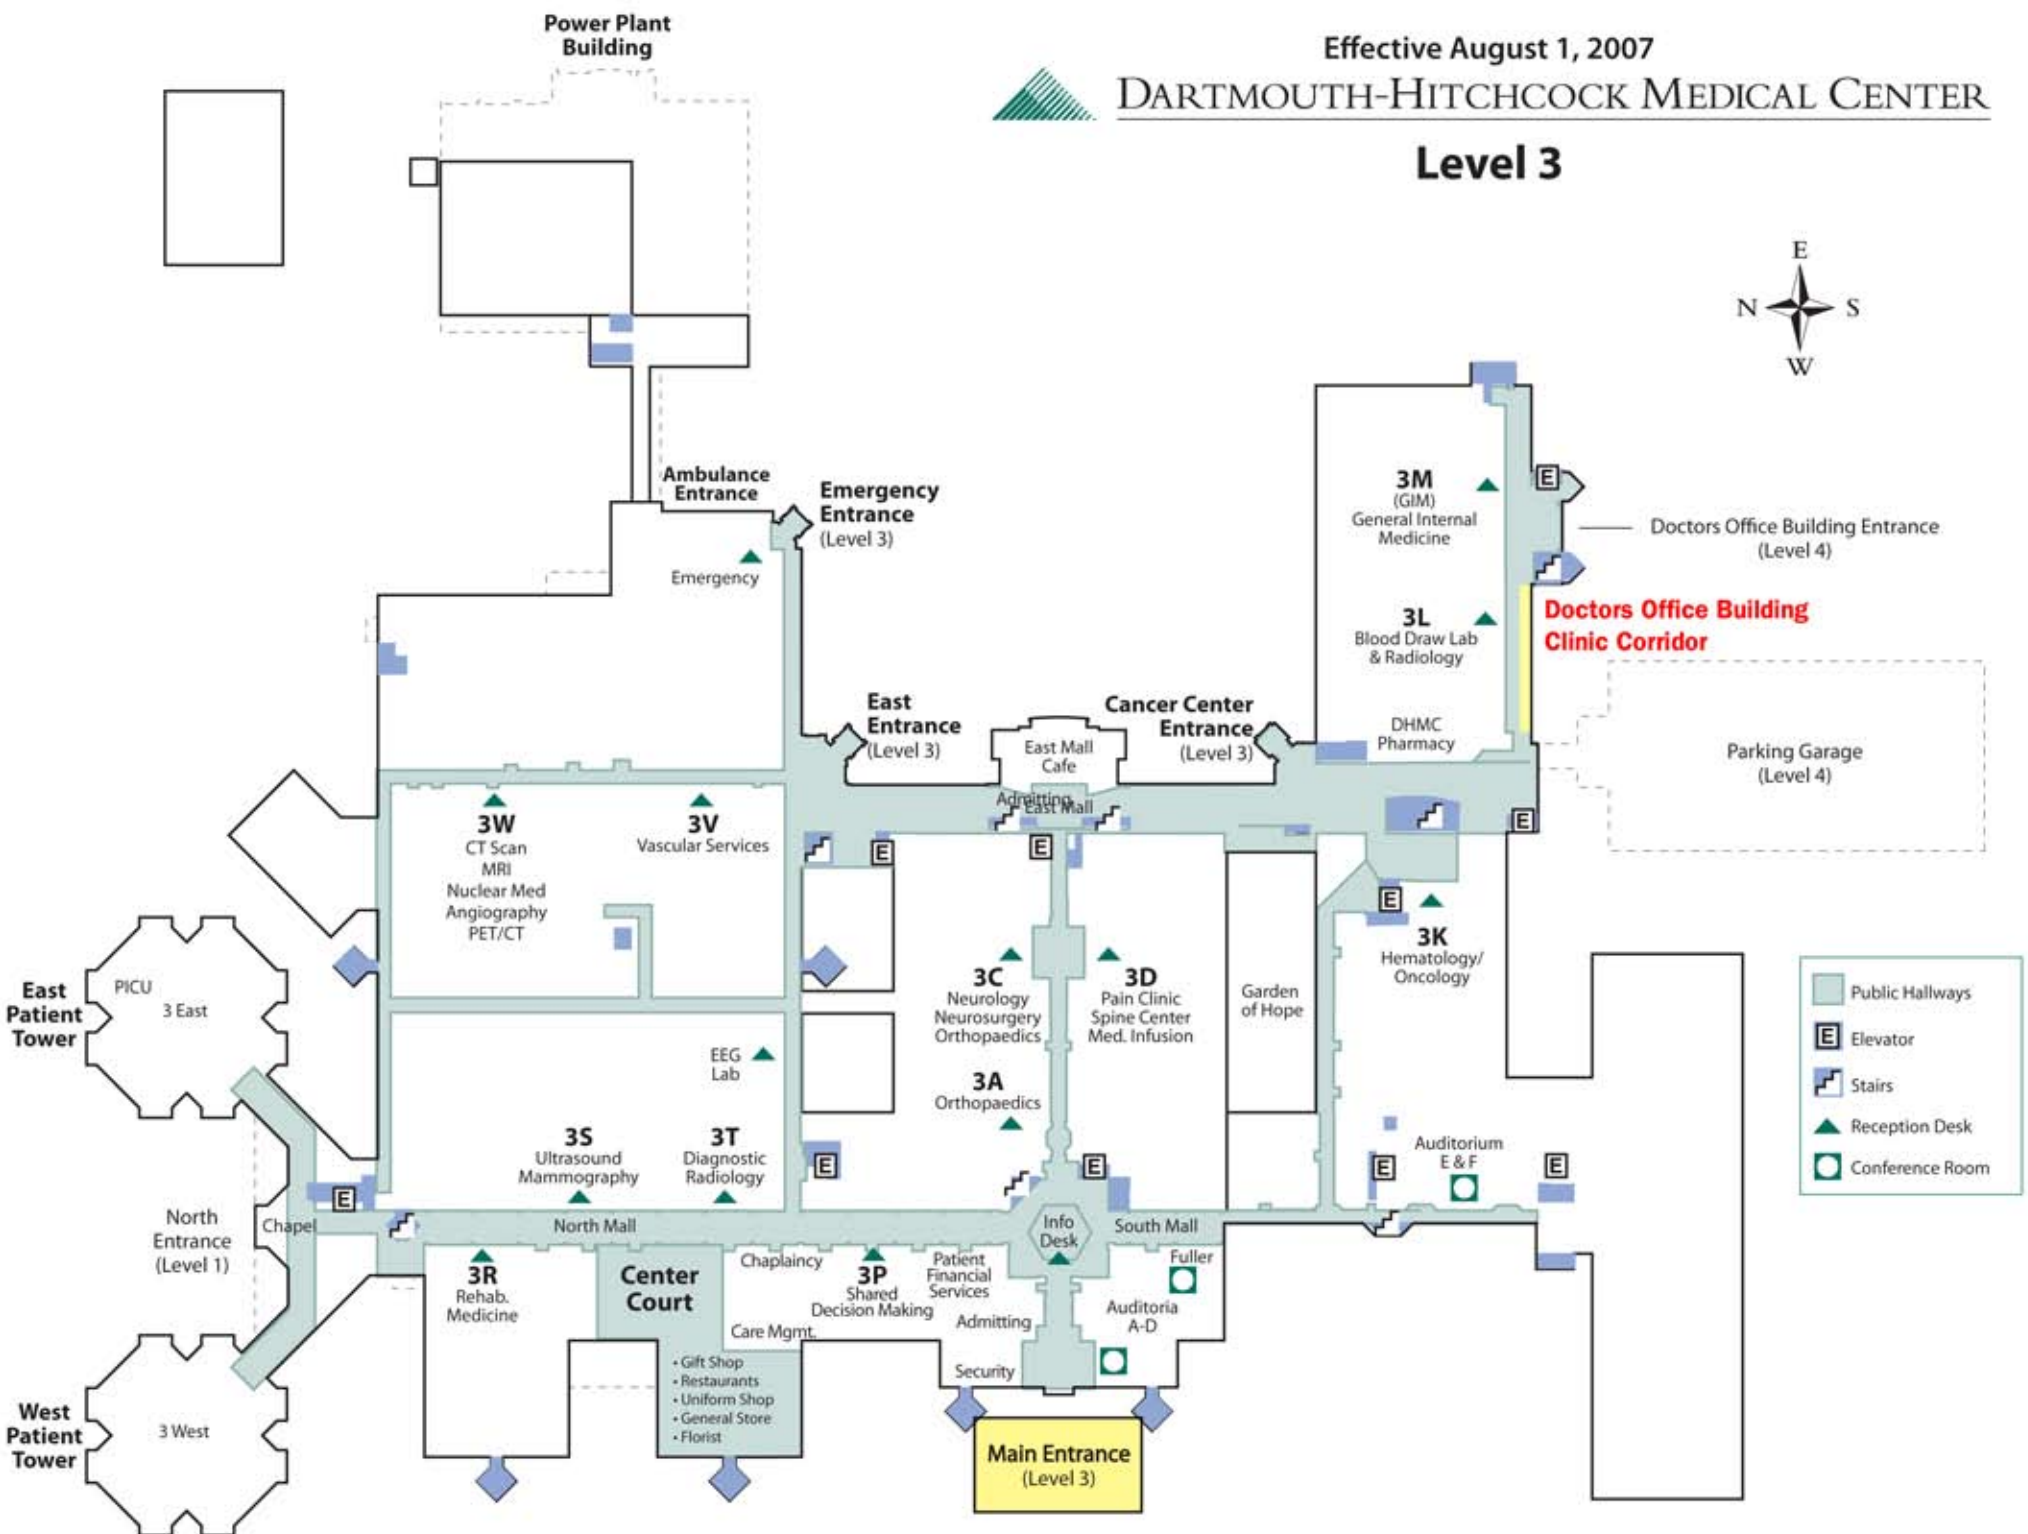 Power Plant
Building
Effective August 1, 2007
DARTMOUTH-HITCHCOCK MEDICAL CENTER
Level 3
E
N
S
W
Ambulance
Entrance
Emergency
Entrance
(Level 3)
Emergency
3M
(GIM)
General Internal
Medicine
E
Doctors Office Building Entrance
(Level 4)
Doctors Office Building
Clinic Corridor
3L
Blood Draw Lab
& Radiology
East
Entrance
(Level 3)
East Mall
Cafe
Cancer Center
Entrance
(Level 3)
DHMC
Pharmacy
Parking Garage
(Level 4)
Admitting
East Mall
3W
CT Scan
MRI
Nuclear Med
Angiography
PET/CT
3V
Vascular Services
E
E
E
E
3K
Hematology/
Oncology
East
Patient
Tower
PICU
3 East
3C
Neurology
Neurosurgery
Orthopaedics
3D
Pain Clinic
Spine Center
Med. Infusion
Garden
of Hope
Public Hallways
E
Elevator
Stairs
Reception Desk
Conference Room
EEG
Lab
3A
Orthopaedics
3S
Ultrasound
Mammography
3T
Diagnostic
Radiology
E
E
Auditorium
E & F
E
E
E
North
Entrance
(Level 1)
Chapel
North Mall
Info
Desk
South Mall
3R
Rehab.
Medicine
Center
Court
Chaplaincy
3P
Shared
Decision Making
Patient
Financial
Services
Fuller
Auditoria
A-D
Admitting
Care Mgmt.
• Gift Shop
• Restaurants
• Uniform Shop
• General Store
• Florist
Security
West
Patient
Tower
3 West
Main Entrance
(Level 3)